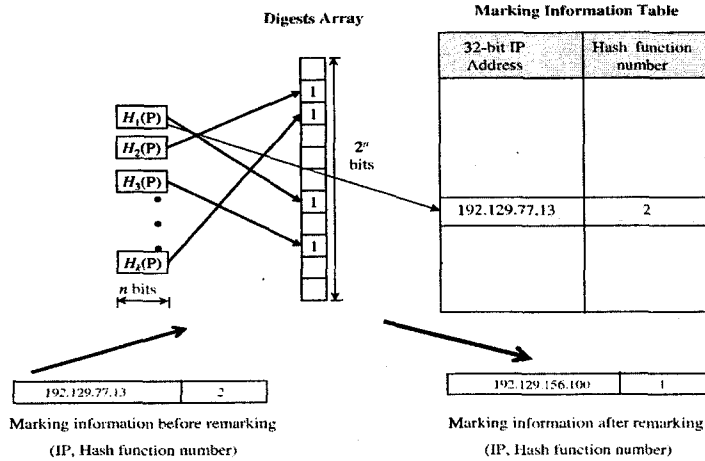 Digests Array
Marking Information Table
32-bit IP Address
Hash function number
H₁(P)
H₂(P)
H₃(P)
Hₖ(P)
n bits
1
1
1
1
2ⁿ bits
192.129.77.13 2
192.129.77.13 2
Marking information before remarking
(IP, Hash function number)
192.129.156.100 1
Marking information after remarking
(IP, Hash function number)